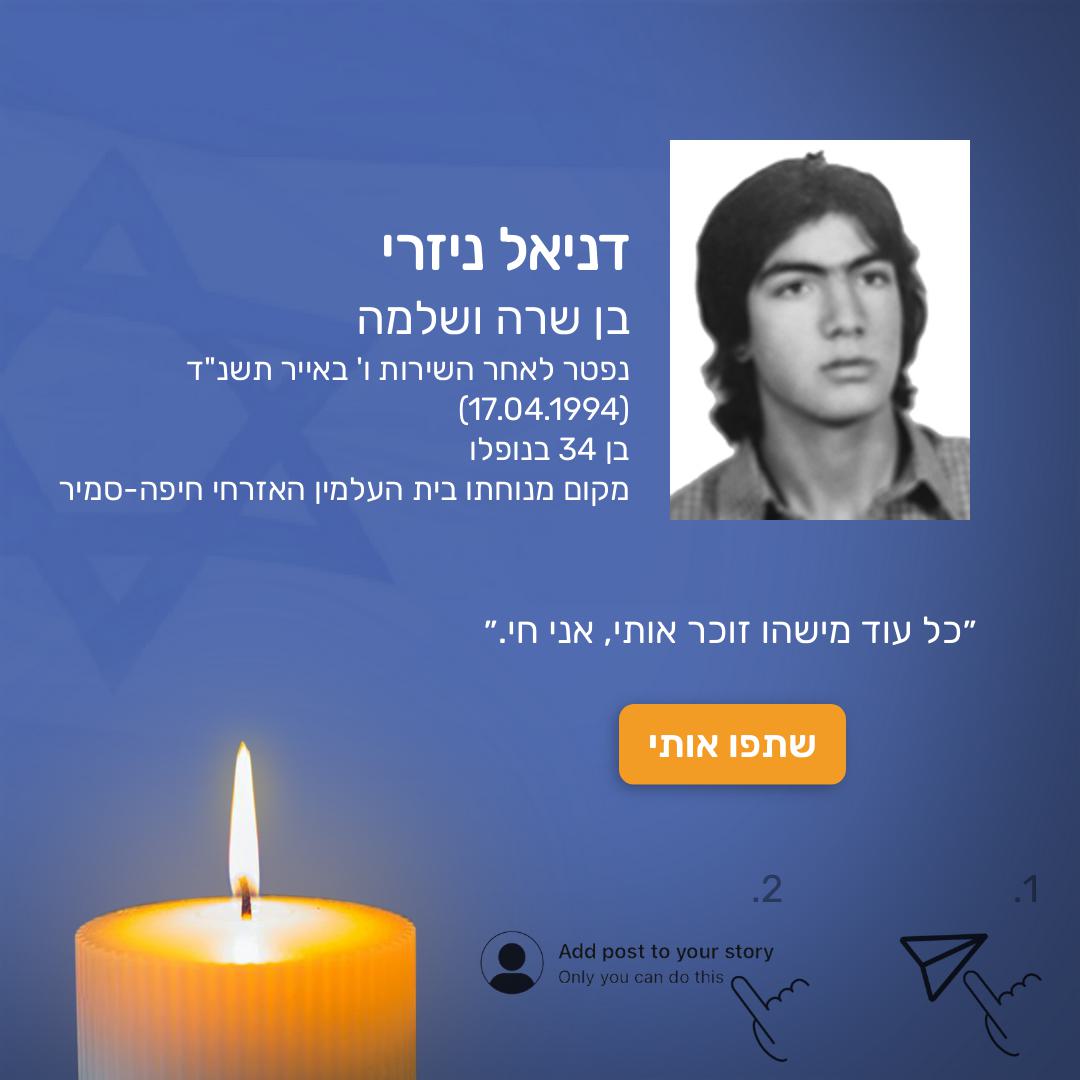 דניאל ניזרי
בן שרה ושלמה
נפטר לאחר השירות ו' באייר תשנ"ד
(17.04.1994)
בן 34 בנופלו
מקום מנוחתו בית העלמין האזרחי חיפה-סמיר
״כל עוד מישהו זוכר אותי, אני חי.״
שתפו אותי
1.
2.
Add post to your story
Only you can do this